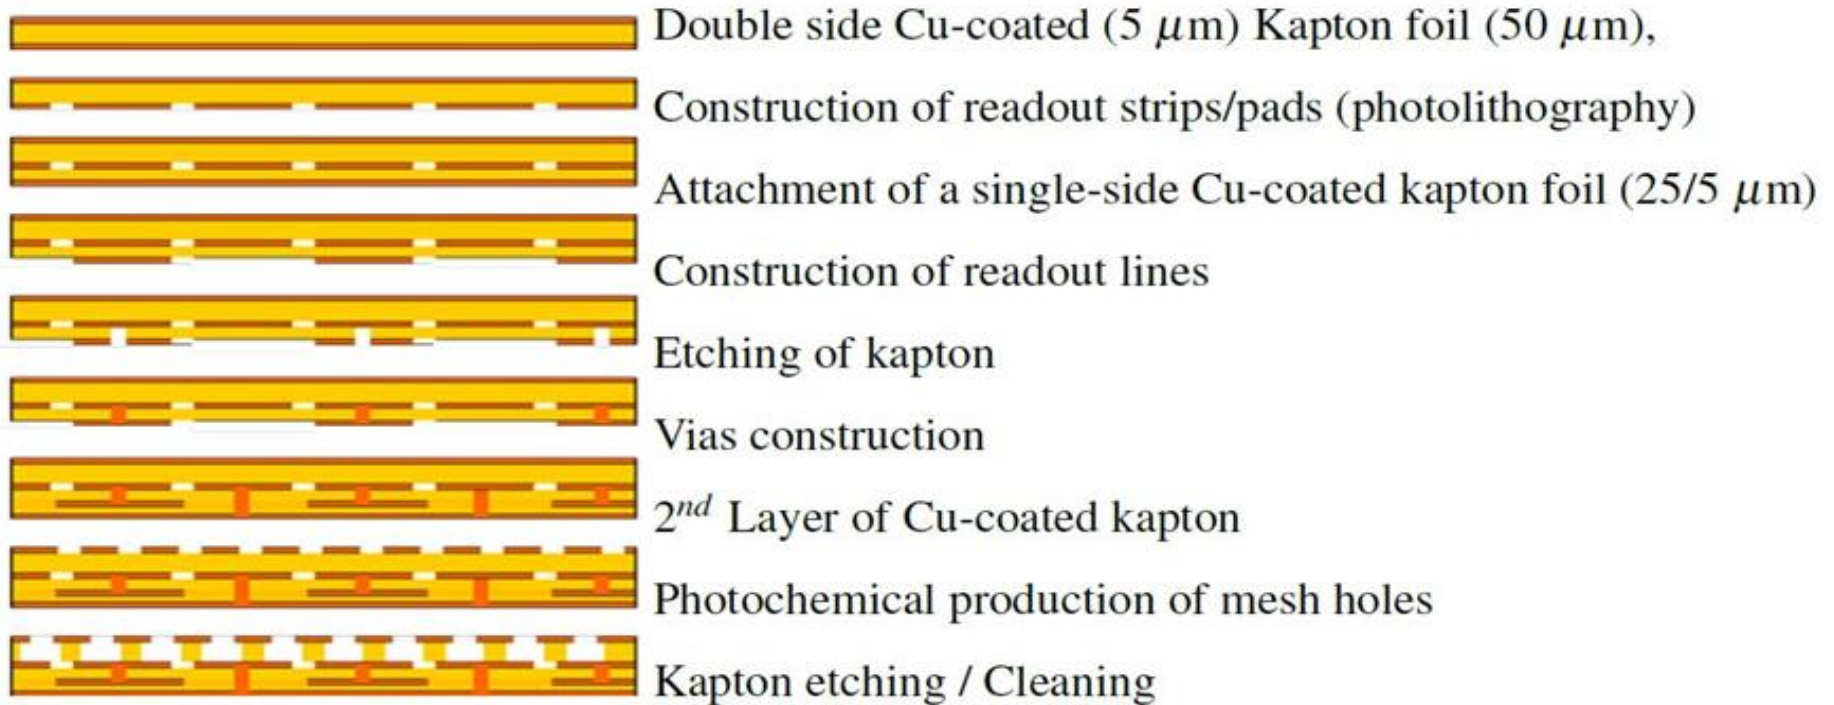 Double side Cu-coated (5 μm) Kapton foil (50 μm),
Construction of readout strips/pads (photolithography)
Attachment of a single-side Cu-coated kapton foil (25/5 μm)
Construction of readout lines
Etching of kapton
Vias construction
2nd Layer of Cu-coated kapton
Photochemical production of mesh holes
Kapton etching / Cleaning